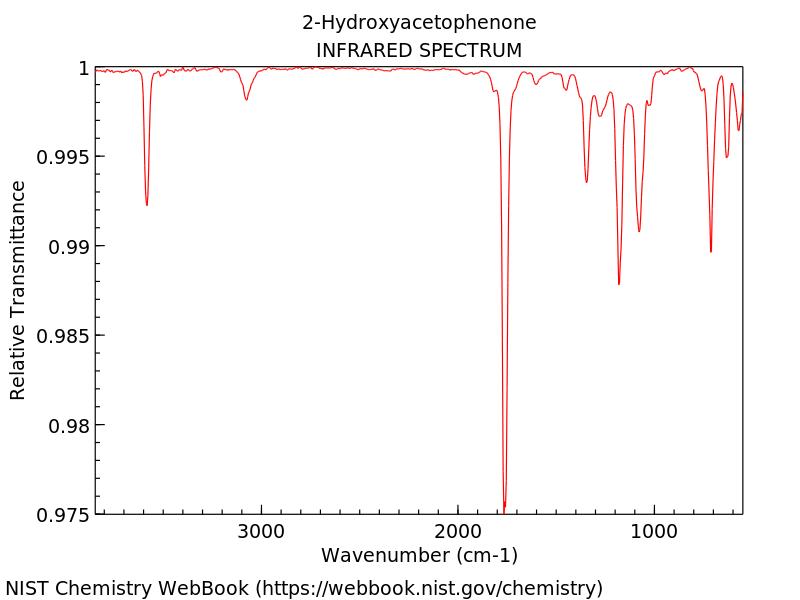 2-Hydroxyacetophenone
INFRARED SPECTRUM
1
0.995
0.99
0.985
0.98
0.975
Relative Transmittance
3000 2000 1000
Wavenumber (cm-1)
NIST Chemistry WebBook (https://webbook.nist.gov/chemistry)